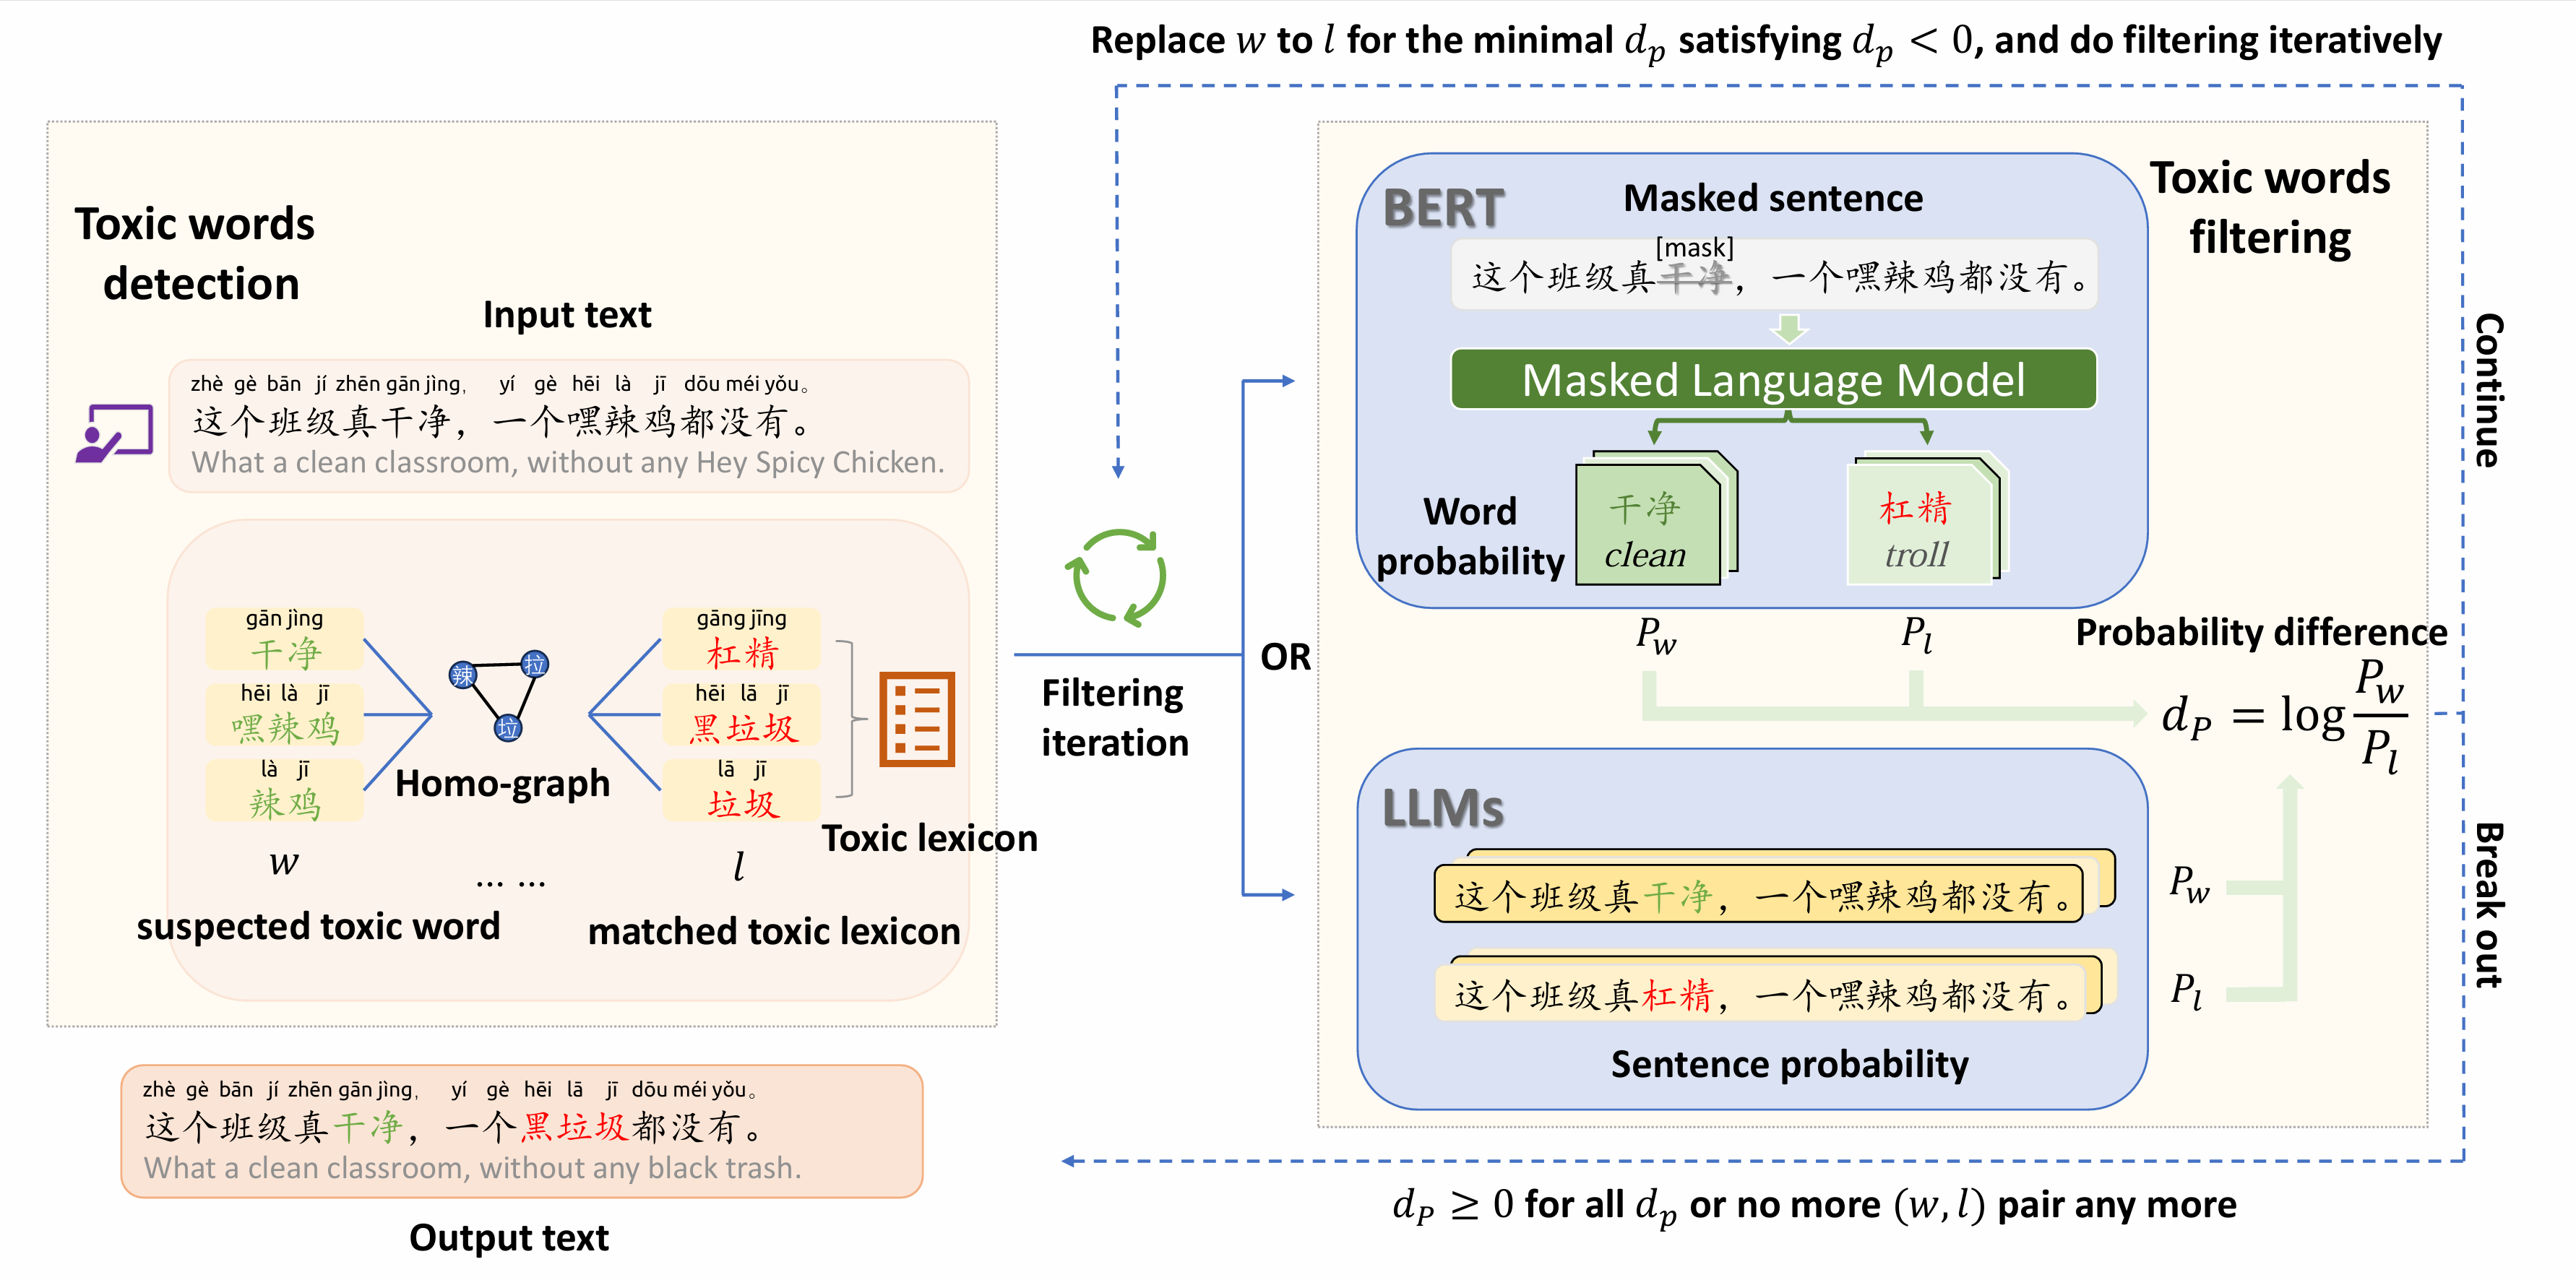 Replace w to l for the minimal d_p satisfying d_p < 0, and do filtering iteratively
Toxic words
detection
Input text
zhè gè bān jí zhēn gān jìng, yí gè hēi là jī dōu méi yǒu。
这个班级真干净，一个嘿辣鸡都没有。
What a clean classroom, without any Hey Spicy Chicken.
gān jìng
干净
hēi là jī
嘿辣鸡
là jī
辣鸡
w
suspected toxic word
辣
拉
垃
Homo-graph
... ...
gāng jīng
杠精
hēi lā jī
黑垃圾
lā jī
垃圾
l
matched toxic lexicon
Toxic lexicon
zhè gè bān jí zhēn gān jìng, yí gè hēi lā jī dōu méi yǒu。
这个班级真干净，一个黑垃圾都没有。
What a clean classroom, without any black trash.
Output text
Filtering
iteration
OR
Toxic words
filtering
BERT
Masked sentence
[mask]
这个班级真干净，一个嘿辣鸡都没有。
Masked Language Model
Word
probability
干净
clean
杠精
troll
P_w
P_l
Probability difference
d_P = log P_w / P_l
LLMs
这个班级真干净，一个嘿辣鸡都没有。
这个班级真杠精，一个嘿辣鸡都没有。
P_w
P_l
Sentence probability
Continue
Break out
d_P ≥ 0 for all d_p or no more (w, l) pair any more